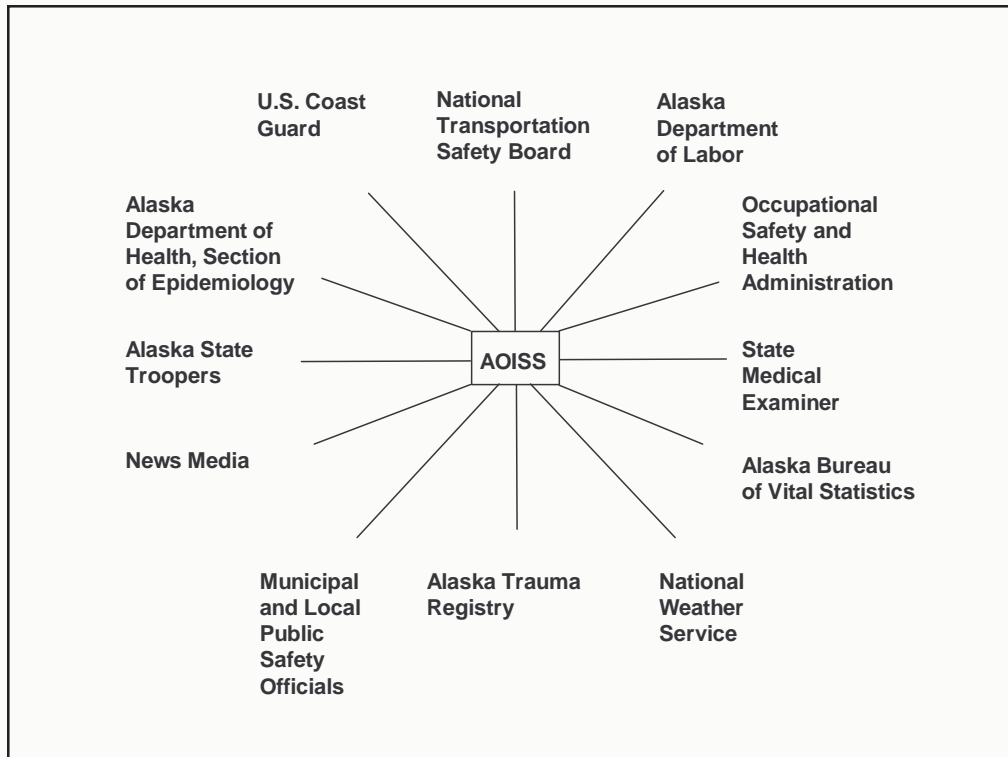 U.S. Coast
Guard
National
Transportation
Safety Board
Alaska
Department
of Labor
Alaska
Department of
Health, Section
of Epidemiology
Occupational
Safety and
Health
Administration
AOISS
Alaska State
Troopers
State
Medical
Examiner
News Media
Alaska Bureau
of Vital Statistics
Municipal
and Local
Public
Safety
Officials
Alaska Trauma
Registry
National
Weather
Service